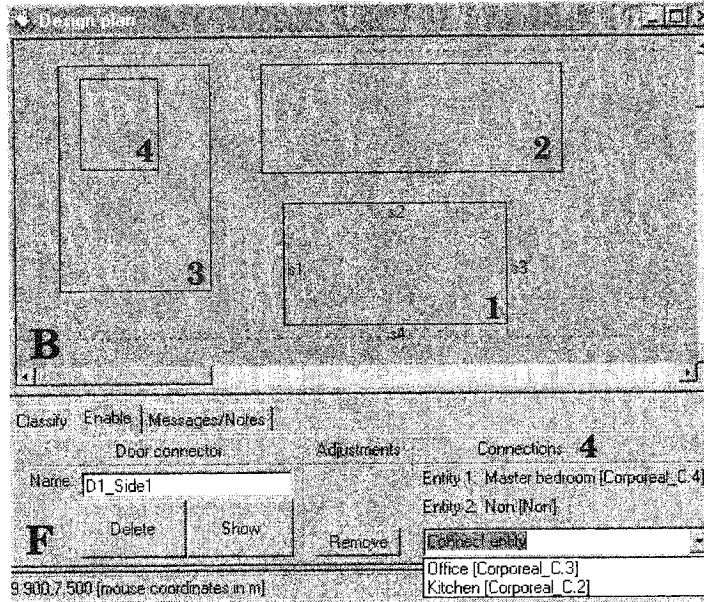 Design plan
4
2
s2
3
s1
s3
1
B
s4
Classify Enable Messages/Notes
Door connector Adjustments Connections 4
Name D1_Side1 Entity 1: Master bedroom [Corporeal_C.4]
Entity 2: Non [Non]
F Delete Show Remove Connect entity
Office [Corporeal_C.3]
Kitchen [Corporeal_C.2]
9.900,7.500 [mouse coordinates in m]